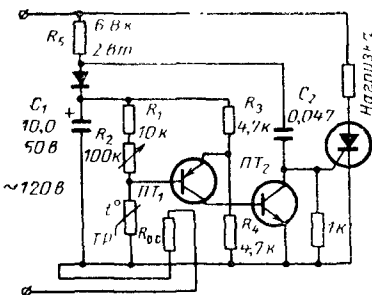 R5 6.8к
2вт
C1
10,0
50в
R1
10к
R2
100к
R3
4,7к
C2
0,047
Нагрузка
~120в
ПТ1
ПТ2
t°
ТР
Rос
R4
4,7к
1к